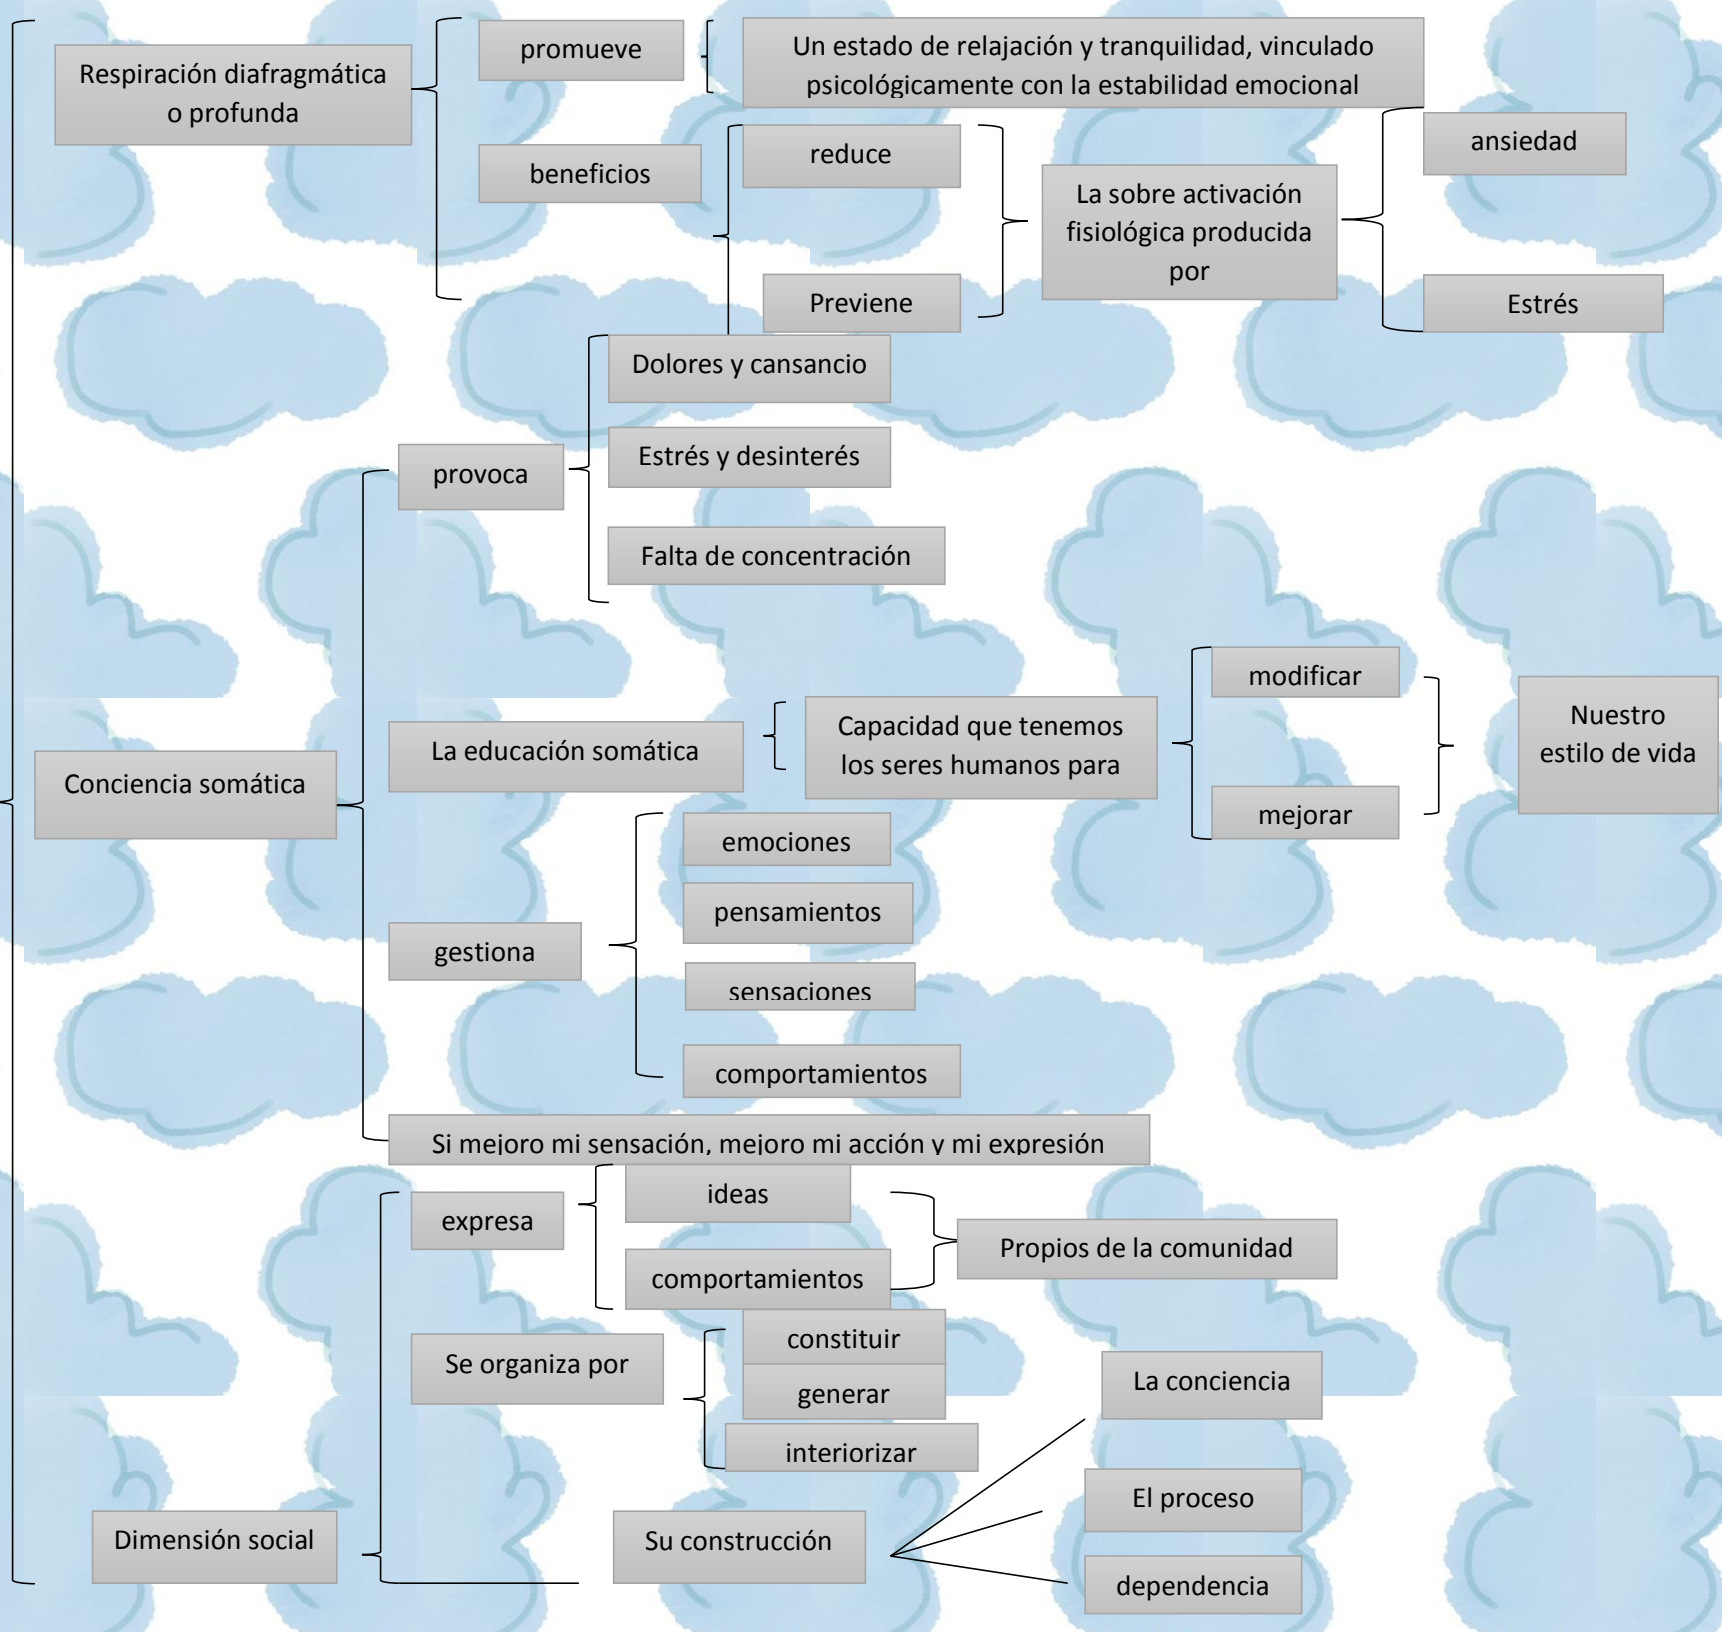 Respiración diafragmática
o profunda
promueve
Un estado de relajación y tranquilidad, vinculado
psicológicamente con la estabilidad emocional
beneficios
reduce
Previene
La sobre activación
fisiológica producida
por
ansiedad
Estrés
Conciencia somática
provoca
Dolores y cansancio
Estrés y desinterés
Falta de concentración
La educación somática
Capacidad que tenemos
los seres humanos para
modificar
mejorar
Nuestro
estilo de vida
gestiona
emociones
pensamientos
sensaciones
comportamientos
Si mejoro mi sensación, mejoro mi acción y mi expresión
Dimensión social
expresa
ideas
comportamientos
Propios de la comunidad
Se organiza por
constituir
generar
interiorizar
Su construcción
La conciencia
El proceso
dependencia